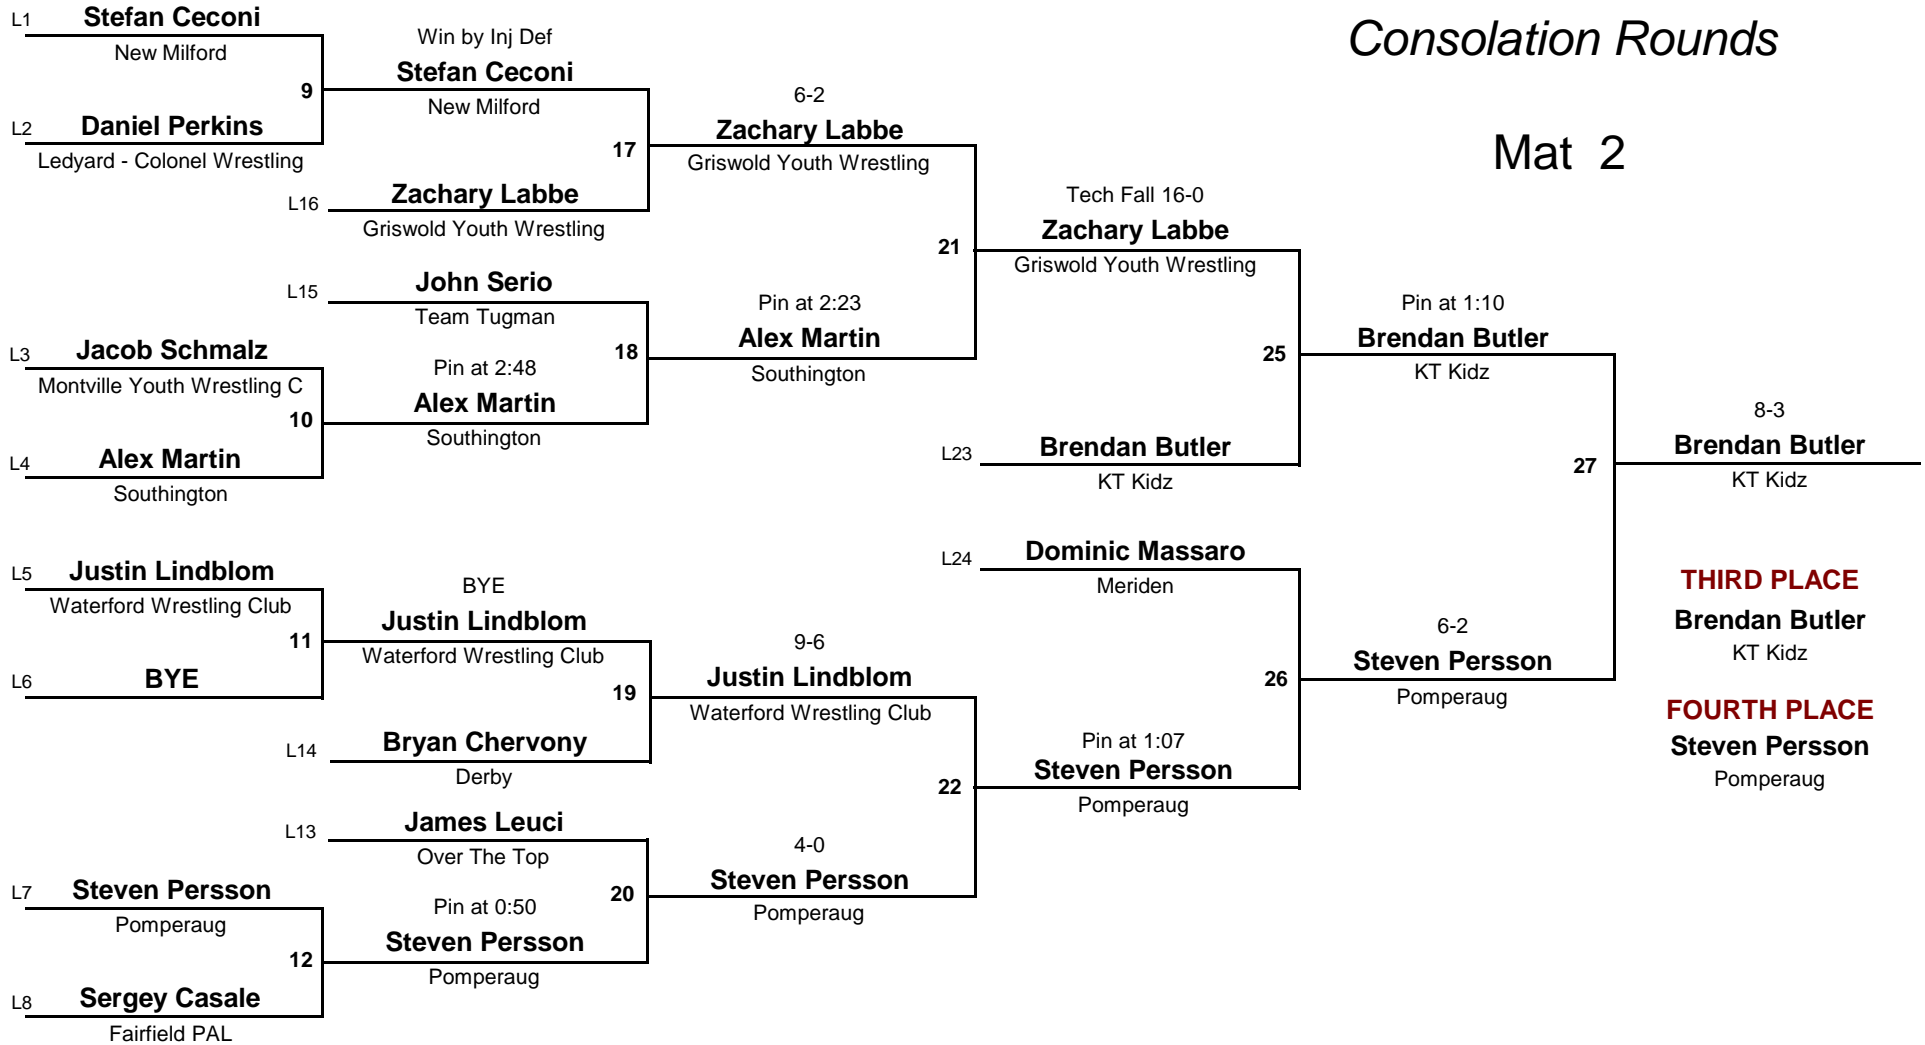 Consolation Rounds
Mat 2
L1 Stefan Ceconi
New Milford
9
L2 Daniel Perkins
Ledyard - Colonel Wrestling
L3 Jacob Schmalz
Montville Youth Wrestling C
10
L4 Alex Martin
Southington
L5 Justin Lindblom
Waterford Wrestling Club
11
L6 BYE
L7 Steven Persson
Pomperaug
12
L8 Sergey Casale
Fairfield PAL
Win by Inj Def
Stefan Ceconi
New Milford
17
L16 Zachary Labbe
Griswold Youth Wrestling
L15 John Serio
Team Tugman
18
Pin at 2:48
Alex Martin
Southington
BYE
Justin Lindblom
Waterford Wrestling Club
19
L14 Bryan Chervony
Derby
L13 James Leuci
Over The Top
20
Pin at 0:50
Steven Persson
Pomperaug
6-2
Zachary Labbe
Griswold Youth Wrestling
21
Pin at 2:23
Alex Martin
Southington
9-6
Justin Lindblom
Waterford Wrestling Club
22
4-0
Steven Persson
Pomperaug
Tech Fall 16-0
Zachary Labbe
Griswold Youth Wrestling
25
L23 Brendan Butler
KT Kidz
L24 Dominic Massaro
Meriden
26
Pin at 1:07
Steven Persson
Pomperaug
Pin at 1:10
Brendan Butler
KT Kidz
27
6-2
Steven Persson
Pomperaug
8-3
Brendan Butler
KT Kidz
THIRD PLACE
Brendan Butler
KT Kidz
FOURTH PLACE
Steven Persson
Pomperaug